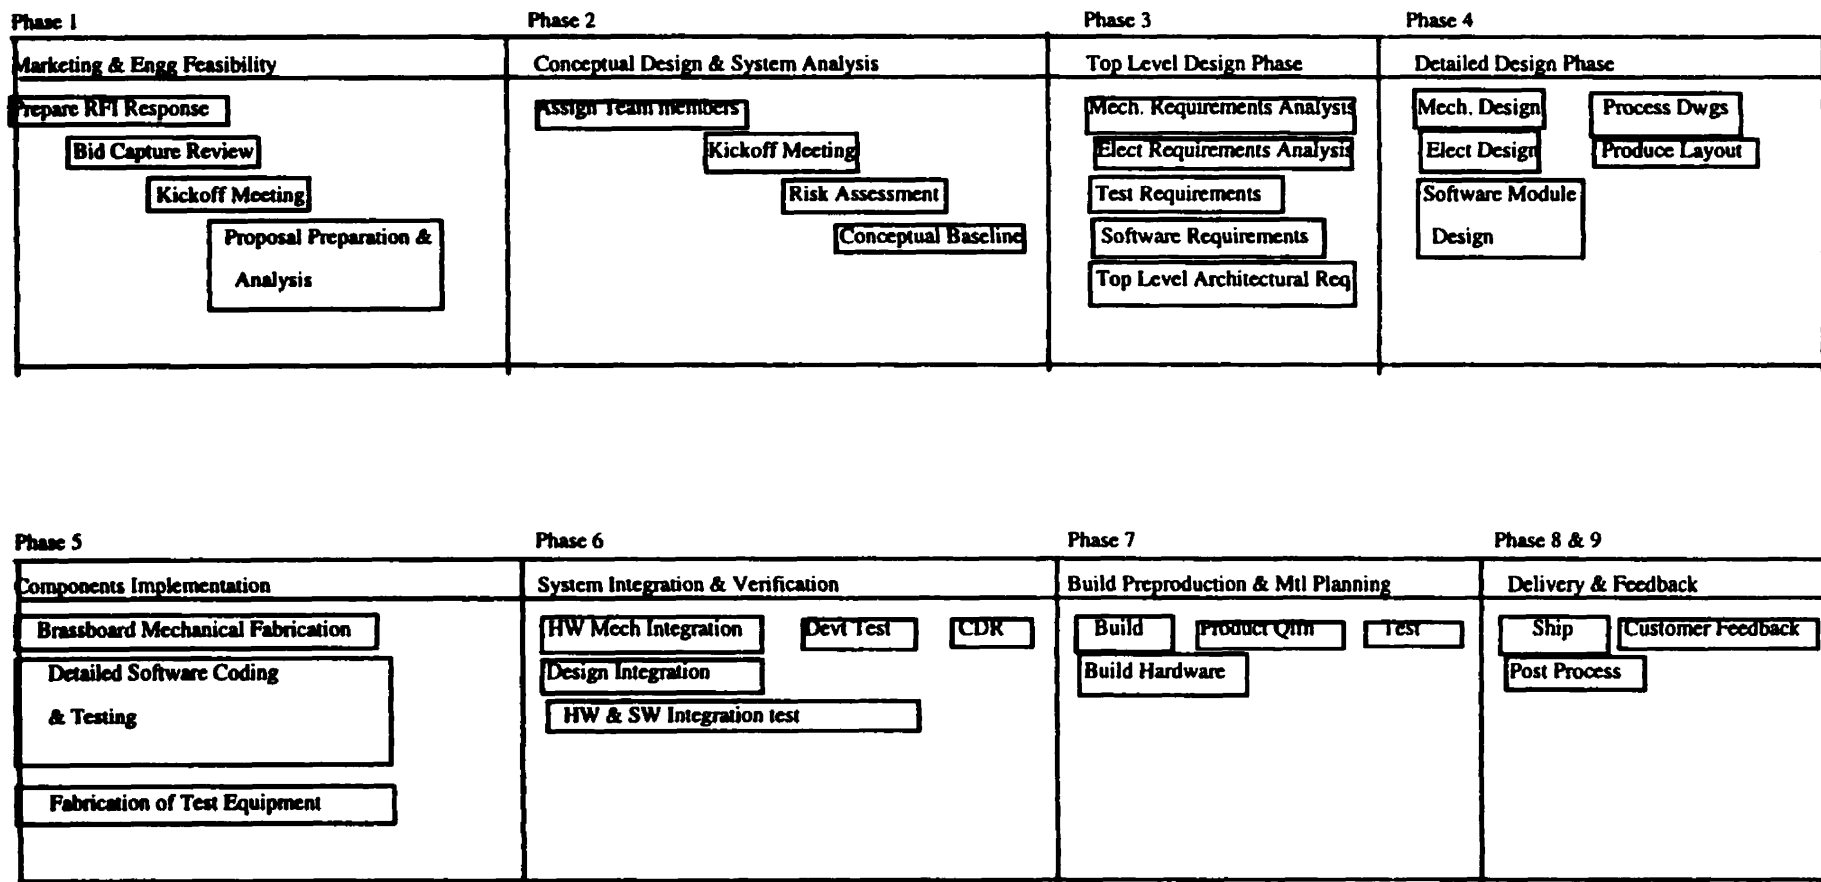 Phase 1
Phase 2
Phase 3
Phase 4
Marketing & Engg Feasibility
Conceptual Design & System Analysis
Top Level Design Phase
Detailed Design Phase
Prepare RFI Response
Bid Capture Review
Kickoff Meeting
Proposal Preparation &
Analysis
Assign Team members
Kickoff Meeting
Risk Assessment
Conceptual Baseline
Mech. Requirements Analysis
Elect Requirements Analysis
Test Requirements
Software Requirements
Top Level Architectural Req
Mech. Design
Process Dwgs
Elect Design
Produce Layout
Software Module
Design
Phase 5
Phase 6
Phase 7
Phase 8 & 9
Components Implementation
System Integration & Verification
Build Preproduction & Mtl Planning
Delivery & Feedback
Brassboard Mechanical Fabrication
Detailed Software Coding
& Testing
Fabrication of Test Equipment
HW Mech Integration
Devt Test
CDR
Design Integration
HW & SW Integration test
Build
Product Qlfn
Test
Build Hardware
Ship
Customer Feedback
Post Process